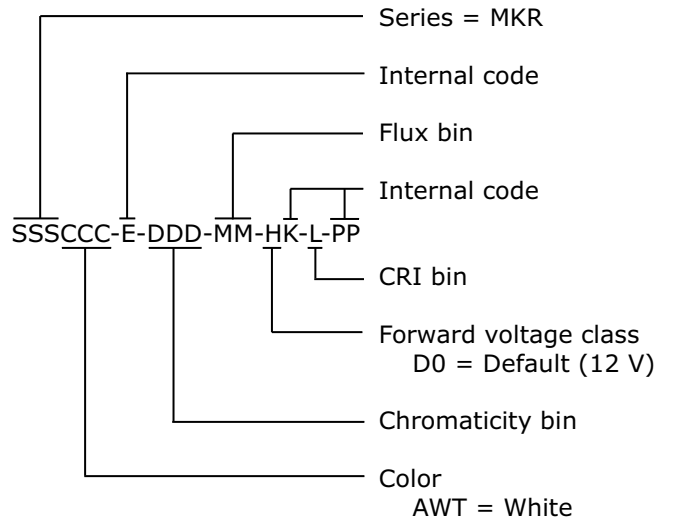 Series = MKR
Internal code
Flux bin
Internal code
SSSCCC-E-DDD-MM-HK-L-PP
CRI bin
Forward voltage class
D0 = Default (12 V)
Chromaticity bin
Color
AWT = White